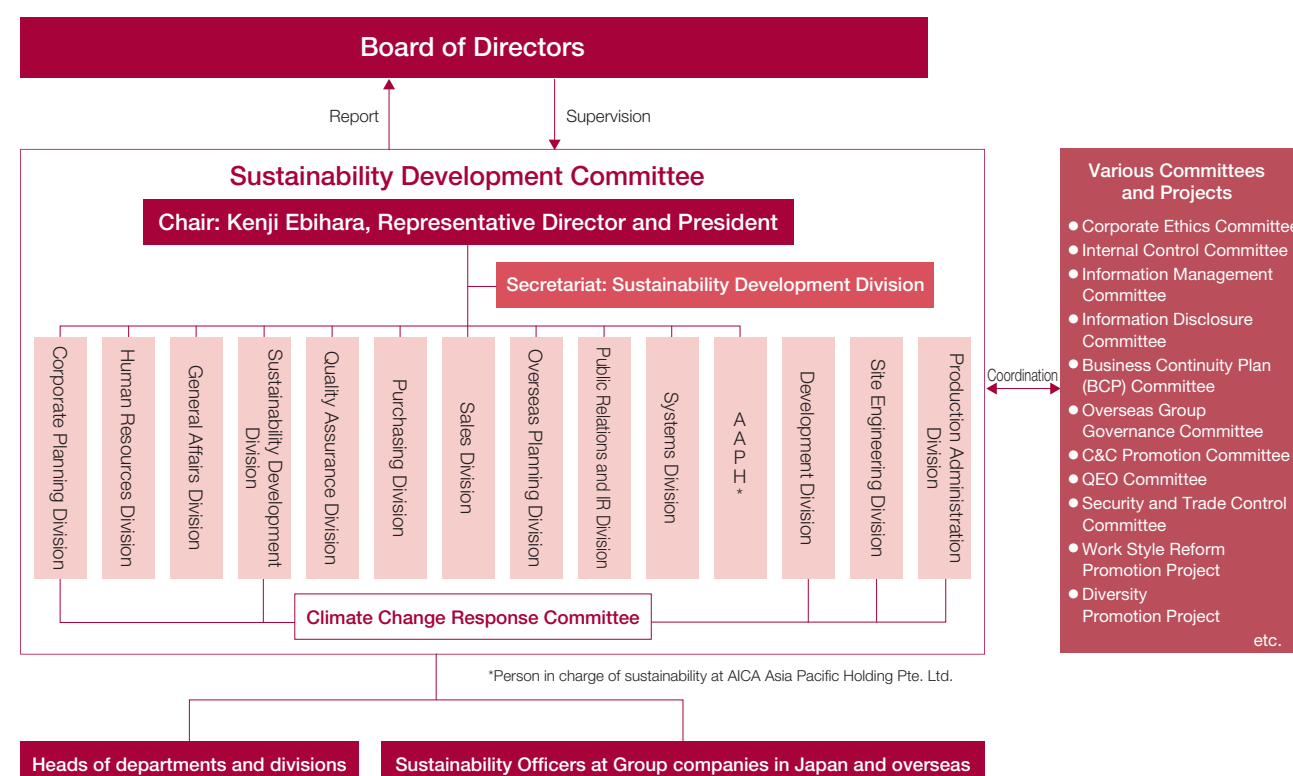 Board of Directors
Report
Supervision
Sustainability Development Committee
Chair: Kenji Ebihara, Representative Director and President
Secretariat: Sustainability Development Division
Corporate Planning Division
Human Resources Division
General Affairs Division
Sustainability Development
Division
Quality Assurance Division
Purchasing Division
Sales Division
Overseas Planning Division
Public Relations and IR Division
Systems Division
AAPH*
Development Division
Site Engineering Division
Production Administration
Division
Climate Change Response Committee
Coordination
Various Committees
and Projects
● Corporate Ethics Committee
● Internal Control Committee
● Information Management
Committee
● Information Disclosure
Committee
● Business Continuity Plan
(BCP) Committee
● Overseas Group
Governance Committee
● C&C Promotion Committee
● QEO Committee
● Security and Trade Control
Committee
● Work Style Reform
Promotion Project
● Diversity
Promotion Project
etc.
*Person in charge of sustainability at AICA Asia Pacific Holding Pte. Ltd.
Heads of departments and divisions
Sustainability Officers at Group companies in Japan and overseas